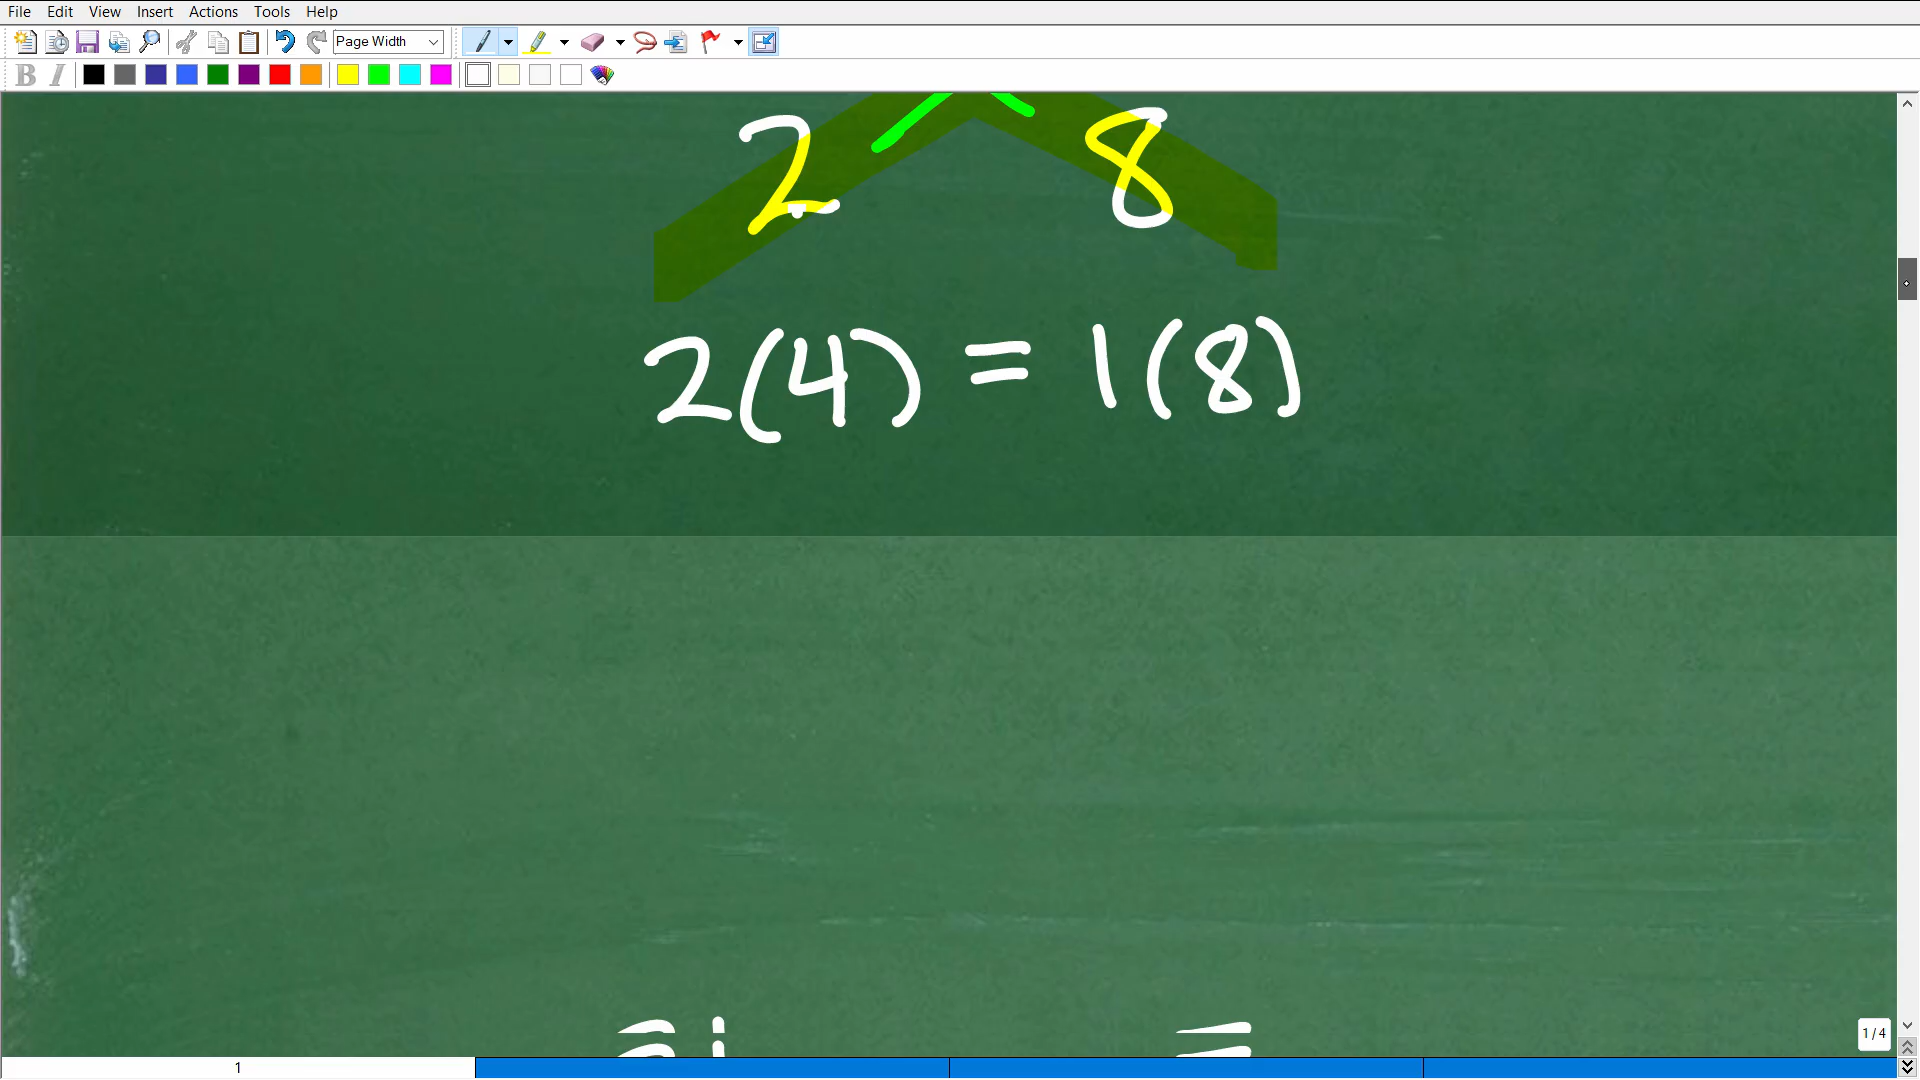 File Edit View Insert Actions Tools Help
Page Width
B I
2 8
2(4) = 1(8)
1 / 4
1